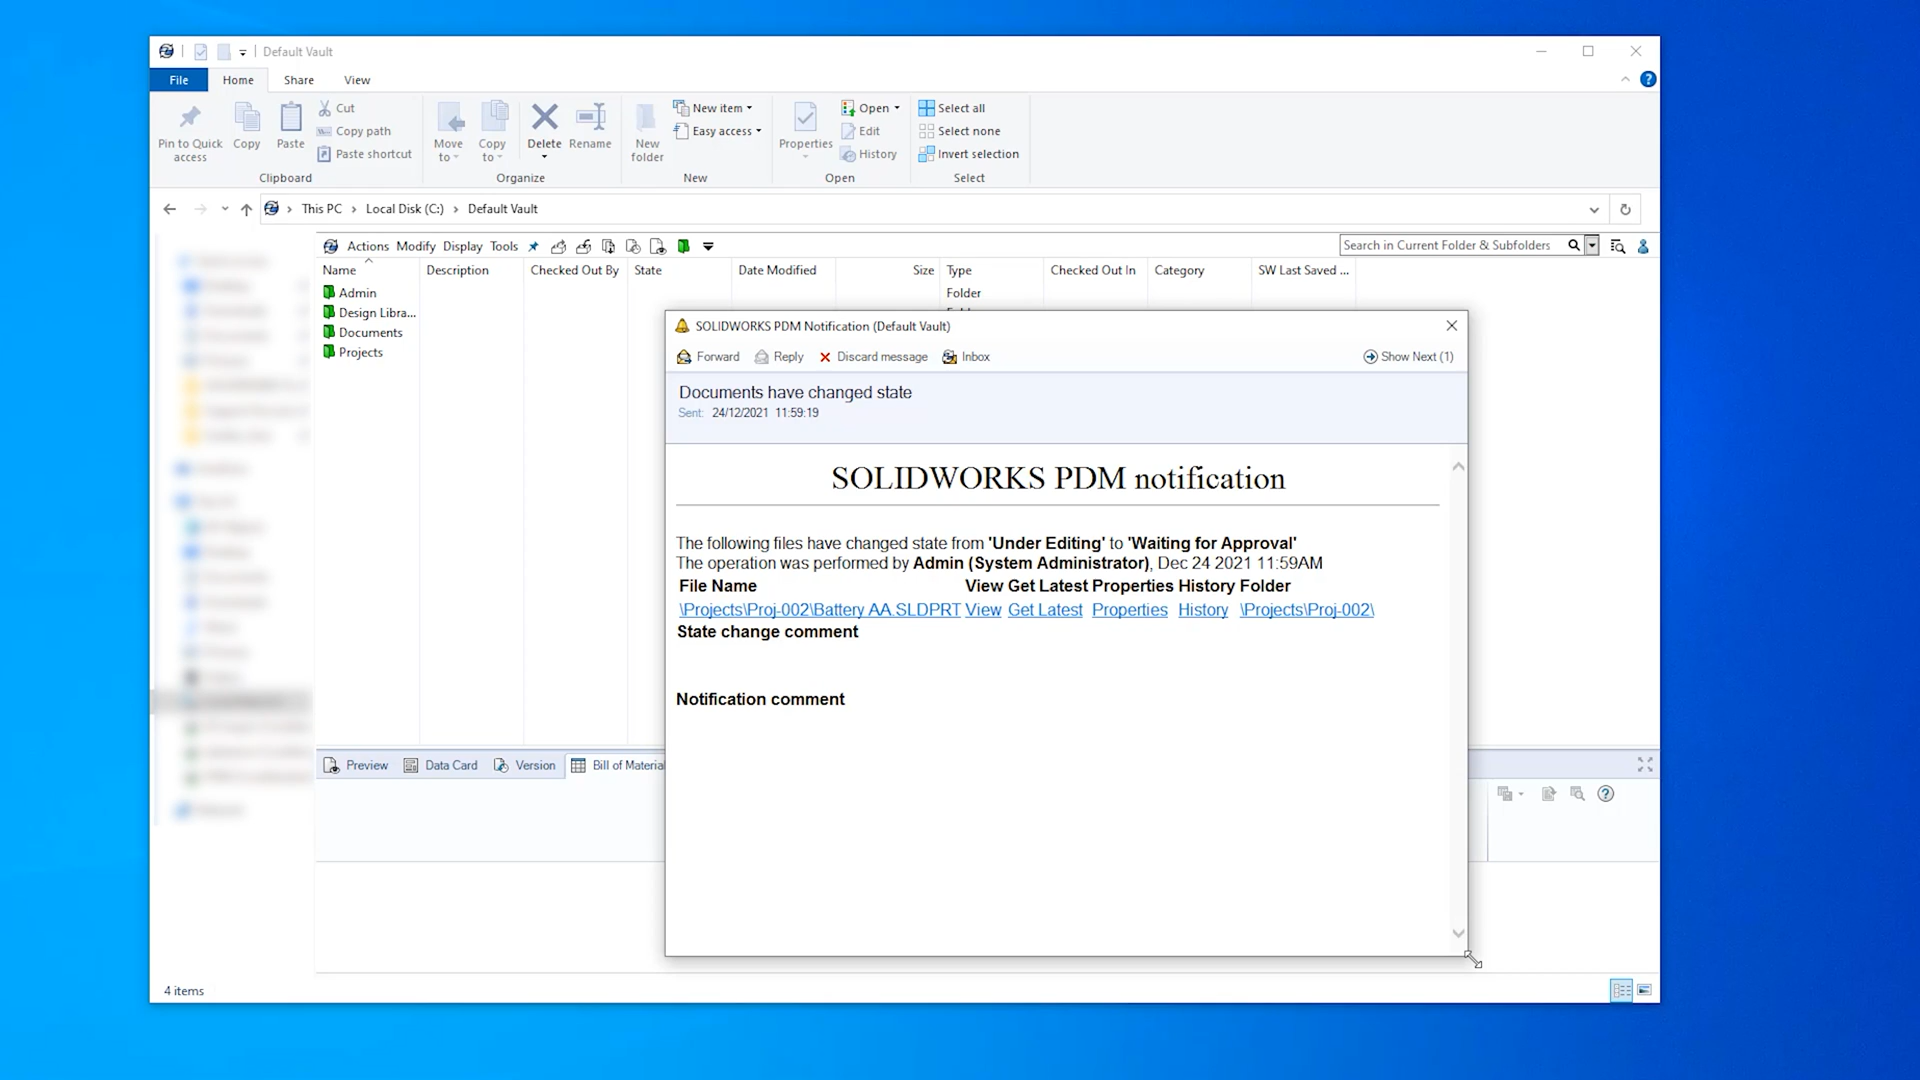 Default Vault
File Home Share View
Pin to Quick access
Copy
Paste
Cut
Copy path
Paste shortcut
Clipboard
Move to
Copy to
Delete
Rename
Organize
New folder
New item
Easy access
New
Properties
Open
Edit
History
Open
Select all
Select none
Invert selection
Select
This PC > Local Disk (C:) > Default Vault
Actions Modify Display Tools
Search in Current Folder & Subfolders
Name Description Checked Out By State Date Modified Size Type Checked Out In Category SW Last Saved ...
Admin Folder
Design Libra...
Documents
Projects
SOLIDWORKS PDM Notification (Default Vault)
Forward Reply Discard message Inbox Show Next (1)
Documents have changed state
Sent: 24/12/2021 11:59:19
SOLIDWORKS PDM notification
The following files have changed state from 'Under Editing' to 'Waiting for Approval'
The operation was performed by Admin (System Administrator), Dec 24 2021 11:59AM
File Name View Get Latest Properties History Folder
\Projects\Proj-002\Battery AA.SLDPRT View Get Latest Properties History \Projects\Proj-002\
State change comment
Notification comment
Preview Data Card Version Bill of Material
4 items